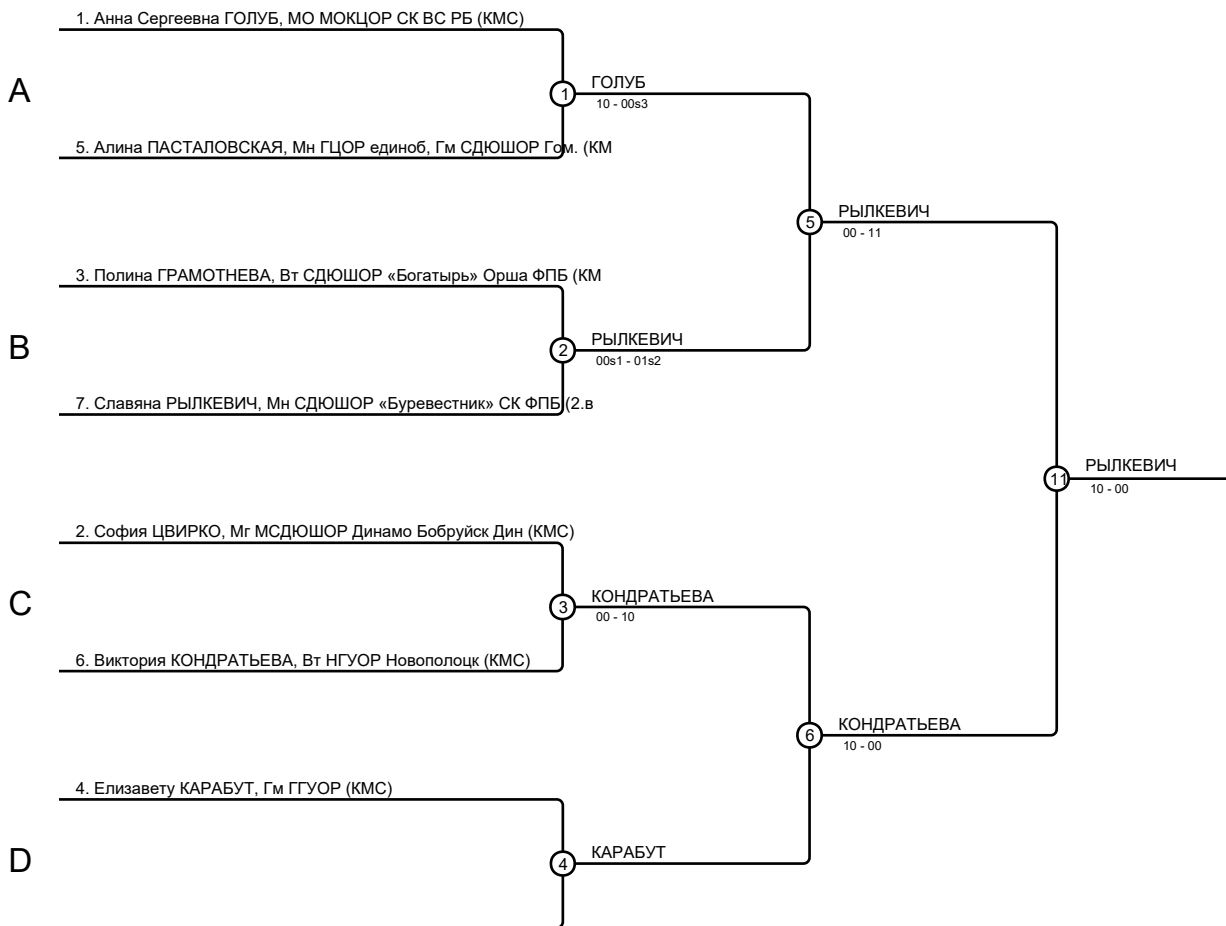 1. Анна Сергеевна ГОЛУБ, МО МОКЦОР СК ВС РБ (КМС)
A
1
ГОЛУБ
10 - 00s3
5. Алина ПАСТАЛОВСКАЯ, Мн ГЦОР единоб, Гм СДЮШОР Гом. (КМ
5
РЫЛКЕВИЧ
00 - 11
3. Полина ГРАМОТНЕВА, Вт СДЮШОР «Богатырь» Орша ФПБ (КМ
B
2
РЫЛКЕВИЧ
00s1 - 01s2
7. Славяна РЫЛКЕВИЧ, Мн СДЮШОР «Буревестник» СК ФПБ (2.в
11
РЫЛКЕВИЧ
10 - 00
2. София ЦВИРКО, Мг МСДЮШОР Динамо Бобруйск Дин (КМС)
C
3
КОНДРАТЬЕВА
00 - 10
6. Виктория КОНДРАТЬЕВА, Вт НГУОР Новополоцк (КМС)
6
КОНДРАТЬЕВА
10 - 00
4. Елизавету КАРАБУТ, Гм ГГУОР (КМС)
D
4
КАРАБУТ